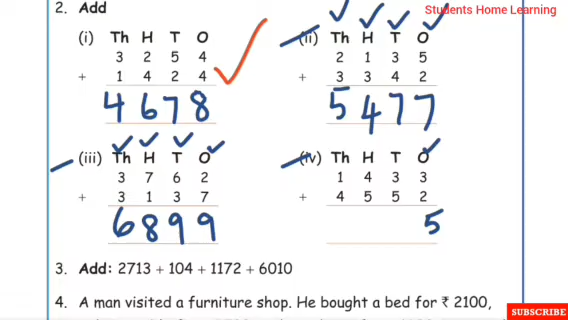 Students Home Learning
2. Add
(i) Th H T O
3 2 5 4
+ 1 4 2 4
4 6 7 8
(ii) Th H T O
2 1 3 5
+ 3 3 4 2
5 4 7 7
(iii) Th H T O
3 7 6 2
+ 3 1 3 7
6 8 9 9
(iv) Th H T O
1 4 3 3
+ 4 5 5 2
5
3. Add: 2713 + 104 + 1172 + 6010
4. A man visited a furniture shop. He bought a bed for ₹ 2100,
SUBSCRIBE